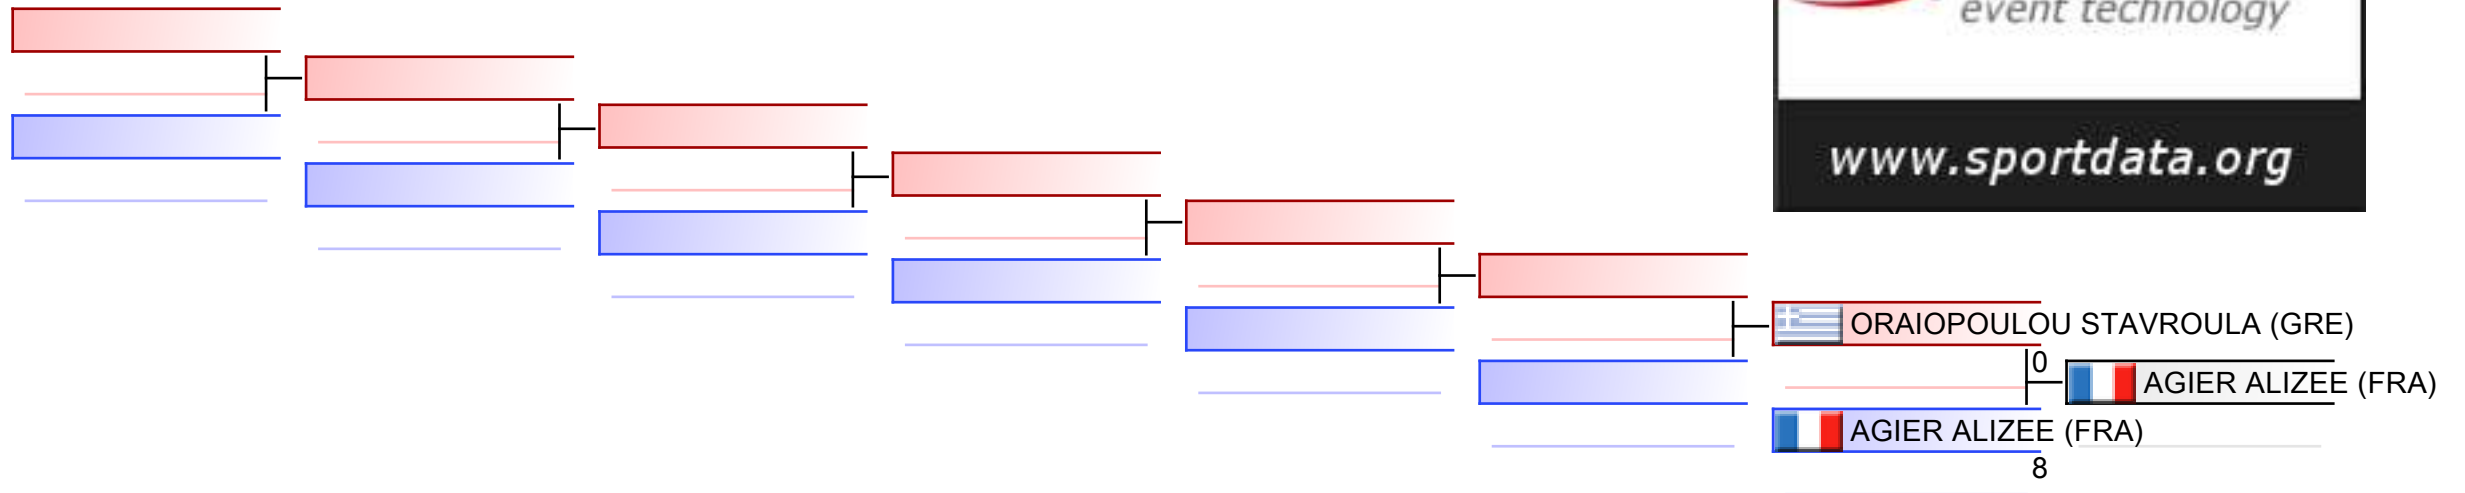 event technology
www.sportdata.org
ORAIOPOULOU STAVROULA (GRE)
0
AGIER ALIZEE (FRA)
AGIER ALIZEE (FRA)
8